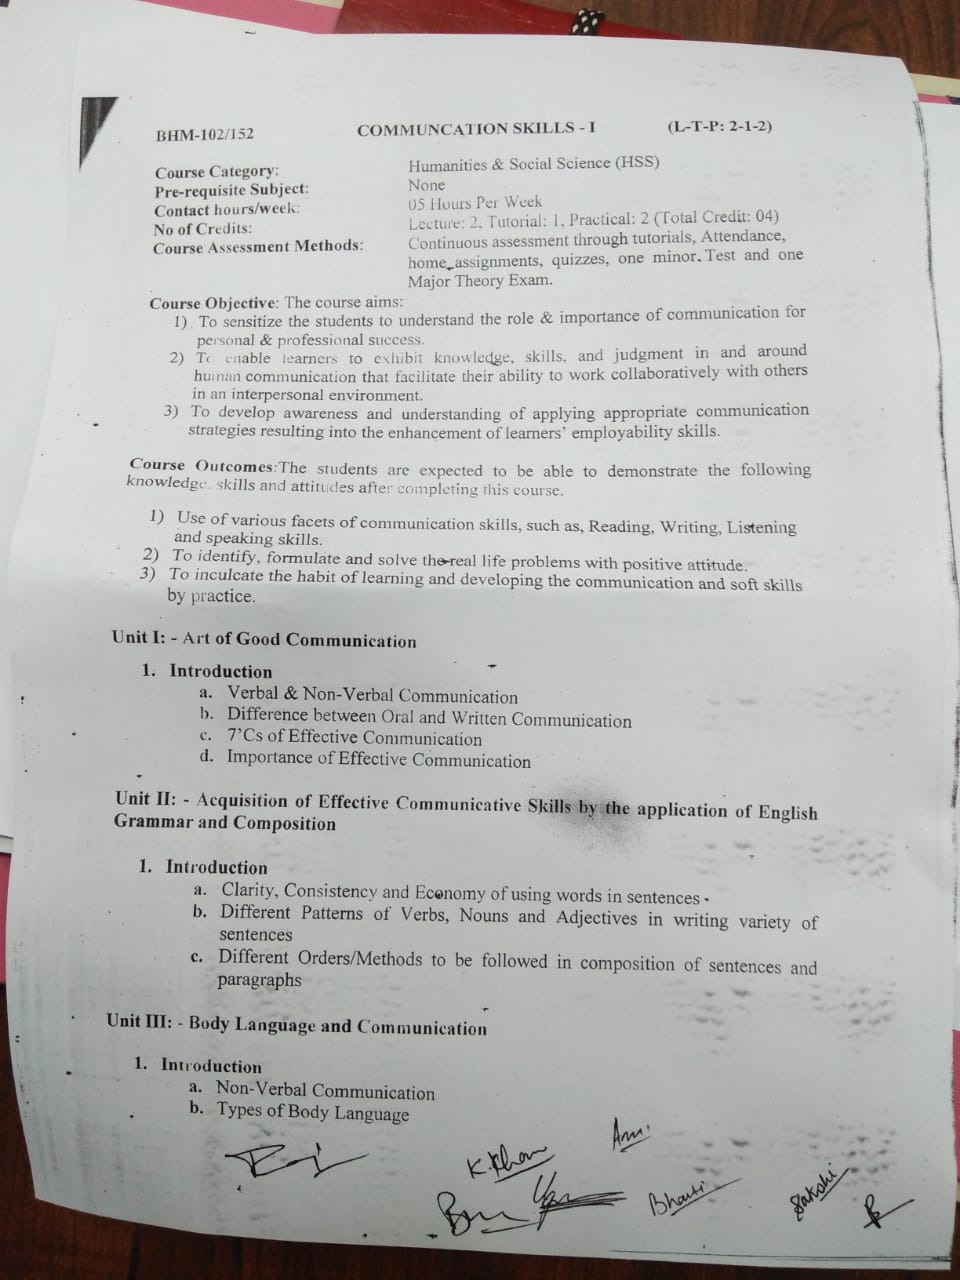 BHM-102/152 COMMUNCATION SKILLS - I (L-T-P: 2-1-2)
Course Category: Humanities & Social Science (HSS)
Pre-requisite Subject: None
Contact hours/week: 05 Hours Per Week
No of Credits: Lecture: 2, Tutorial: 1, Practical: 2 (Total Credit: 04)
Course Assessment Methods: Continuous assessment through tutorials, Attendance,
home assignments, quizzes, one minor Test and one
Major Theory Exam.
Course Objective: The course aims:
1) To sensitize the students to understand the role & importance of communication for
personal & professional success.
2) To enable learners to exhibit knowledge, skills, and judgment in and around
human communication that facilitate their ability to work collaboratively with others
in an interpersonal environment.
3) To develop awareness and understanding of applying appropriate communication
strategies resulting into the enhancement of learners' employability skills.
Course Outcomes:The students are expected to be able to demonstrate the following
knowledge, skills and attitudes after completing this course.
1) Use of various facets of communication skills, such as, Reading, Writing, Listening
and speaking skills.
2) To identify, formulate and solve the real life problems with positive attitude.
3) To inculcate the habit of learning and developing the communication and soft skills
by practice.
Unit I: - Art of Good Communication
1. Introduction
a. Verbal & Non-Verbal Communication
b. Difference between Oral and Written Communication
c. 7'Cs of Effective Communication
d. Importance of Effective Communication
Unit II: - Acquisition of Effective Communicative Skills by the application of English
Grammar and Composition
1. Introduction
a. Clarity, Consistency and Economy of using words in sentences
b. Different Patterns of Verbs, Nouns and Adjectives in writing variety of
sentences
c. Different Orders/Methods to be followed in composition of sentences and
paragraphs
Unit III: - Body Language and Communication
1. Introduction
a. Non-Verbal Communication
b. Types of Body Language
K. Khan
Bharti
Sakshi